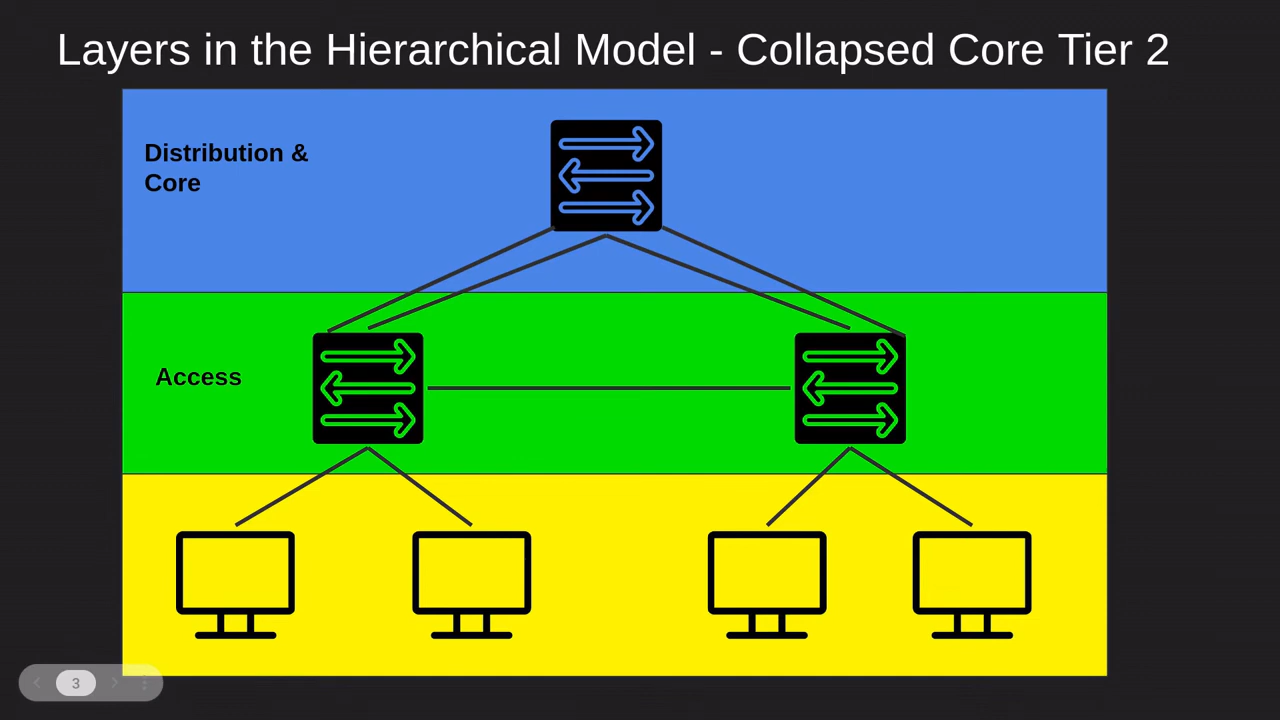 Layers in the Hierarchical Model - Collapsed Core Tier 2
Distribution &
Core
Access
3